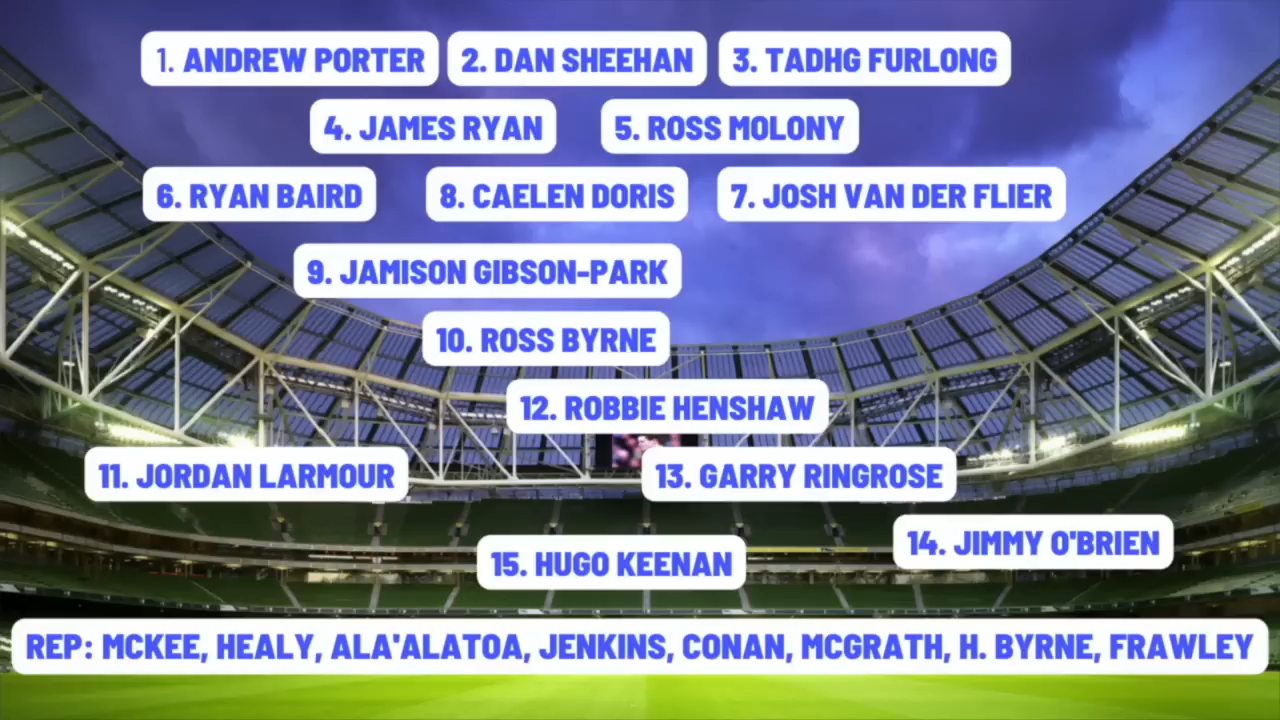 1. ANDREW PORTER 2. DAN SHEEHAN 3. TADHG FURLONG
4. JAMES RYAN 5. ROSS MOLONY
6. RYAN BAIRD 8. CAELEN DORIS 7. JOSH VAN DER FLIER
9. JAMISON GIBSON-PARK
10. ROSS BYRNE
12. ROBBIE HENSHAW
11. JORDAN LARMOUR 13. GARRY RINGROSE
14. JIMMY O'BRIEN
15. HUGO KEENAN
REP: MCKEE, HEALY, ALA'ALATOA, JENKINS, CONAN, MCGRATH, H. BYRNE, FRAWLEY